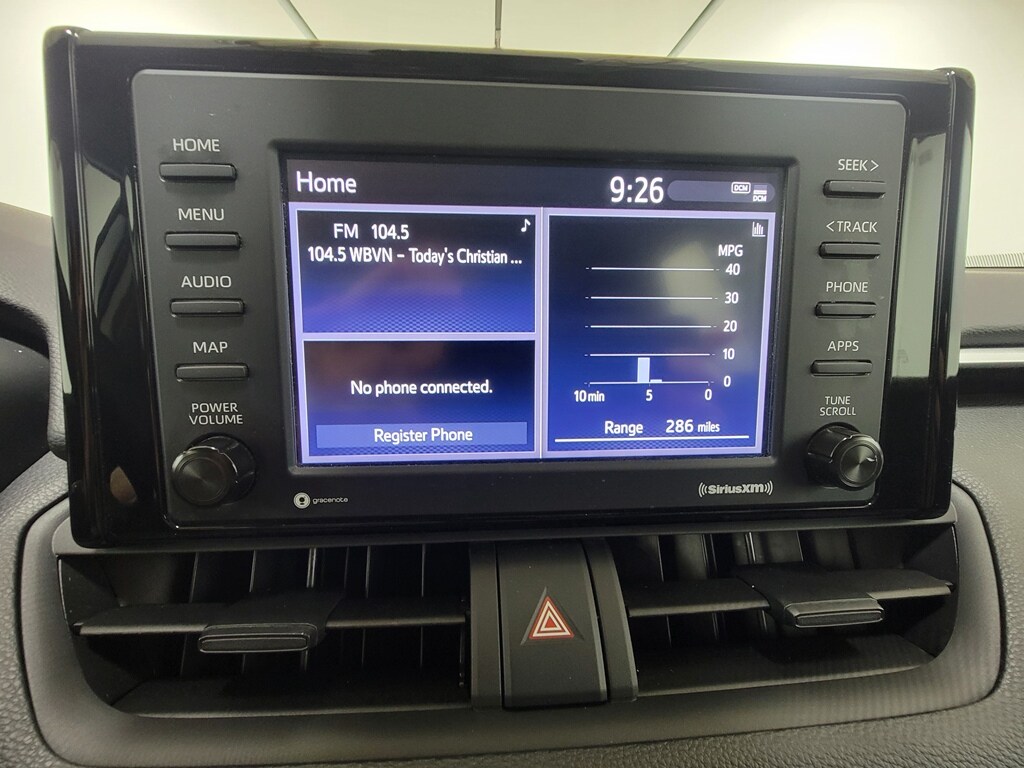 HOME
MENU
AUDIO
MAP
POWER
VOLUME
Home
9:26
DCM
DCM
FM 104.5
104.5 WBVN – Today's Christian ...
No phone connected.
Register Phone
MPG
40
30
20
10
0
10 min 5 0
Range 286 miles
SEEK >
< TRACK
PHONE
APPS
TUNE
SCROLL
gracenote
((SiriusXM))